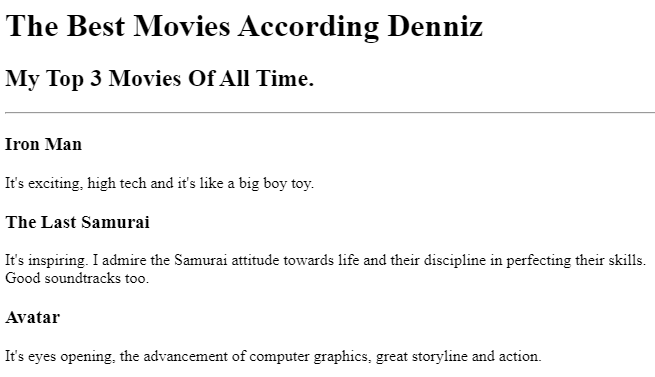 The Best Movies According Denniz
My Top 3 Movies Of All Time.
Iron Man
It's exciting, high tech and it's like a big boy toy.
The Last Samurai
It's inspiring. I admire the Samurai attitude towards life and their discipline in perfecting their skills.
Good soundtracks too.
Avatar
It's eyes opening, the advancement of computer graphics, great storyline and action.